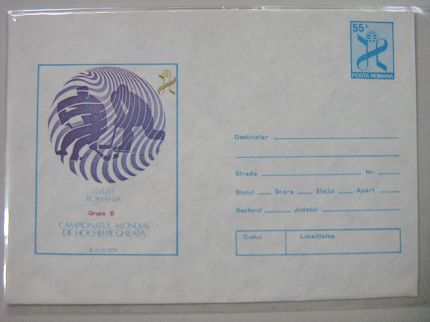 55
POSTA ROMANA
GALATI
ROMANIA
Grupa B
CAMPIONATUL MONDIAL
DE HOCHEI PE GHEATA
Destinatar
Strada Nr.
Blocul Scara Etajul Apart.
Sectorul Judeţul
Codul Localitatea